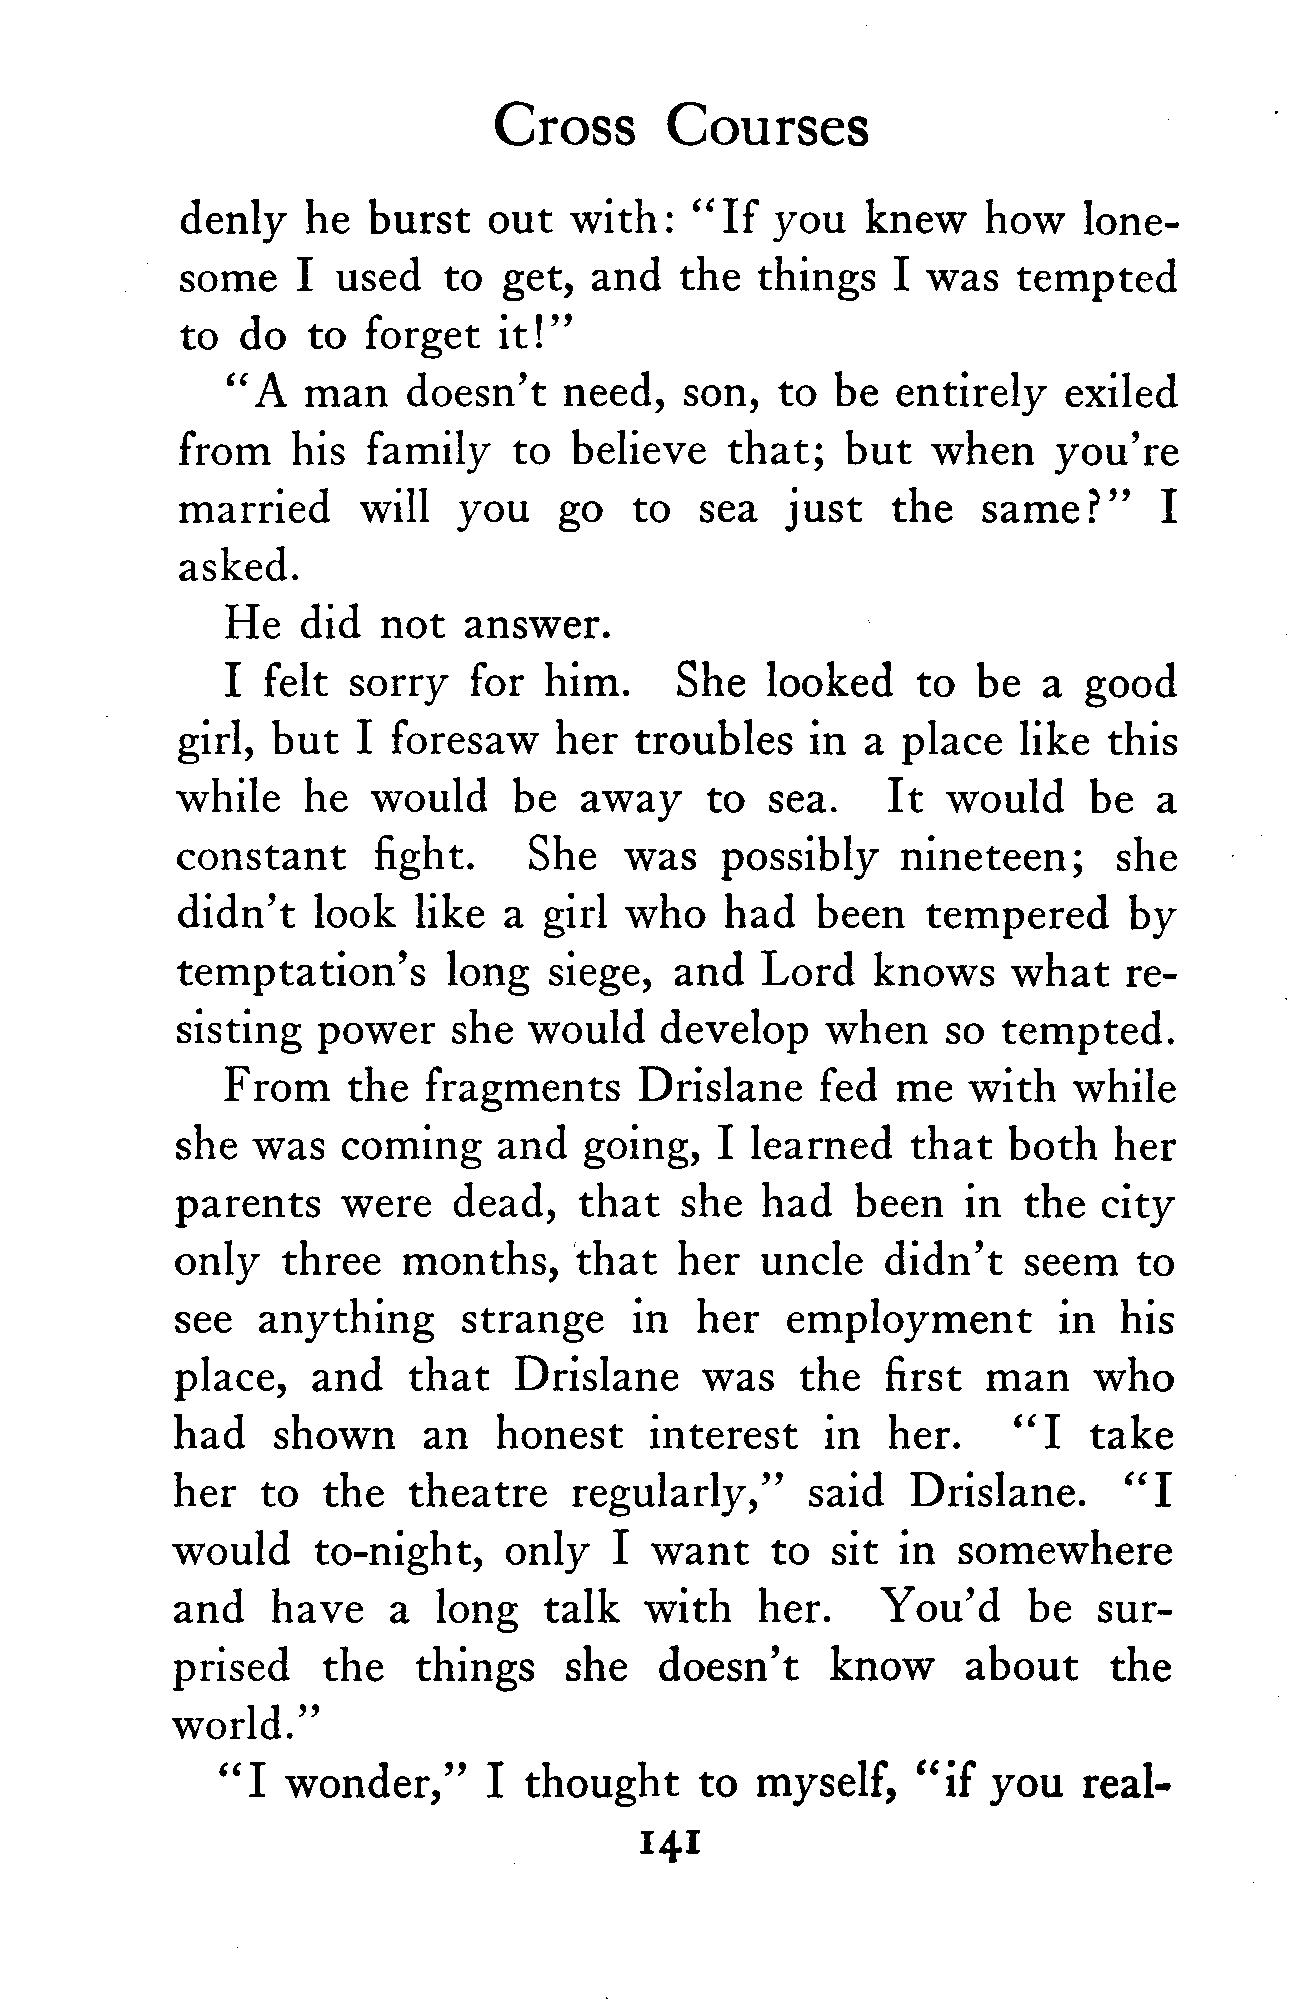 Cross Courses
denly he burst out with: "If you knew how lone-
some I used to get, and the things I was tempted
to do to forget it!"
"A man doesn't need, son, to be entirely exiled
from his family to believe that; but when you're
married will you go to sea just the same?" I
asked.
He did not answer.
I felt sorry for him. She looked to be a good
girl, but I foresaw her troubles in a place like this
while he would be away to sea. It would be a
constant fight. She was possibly nineteen; she
didn't look like a girl who had been tempered by
temptation's long siege, and Lord knows what re-
sisting power she would develop when so tempted.
From the fragments Drislane fed me with while
she was coming and going, I learned that both her
parents were dead, that she had been in the city
only three months, that her uncle didn't seem to
see anything strange in her employment in his
place, and that Drislane was the first man who
had shown an honest interest in her. "I take
her to the theatre regularly," said Drislane. "I
would to-night, only I want to sit in somewhere
and have a long talk with her. You'd be sur-
prised the things she doesn't know about the
world."
"I wonder," I thought to myself, "if you real-
141